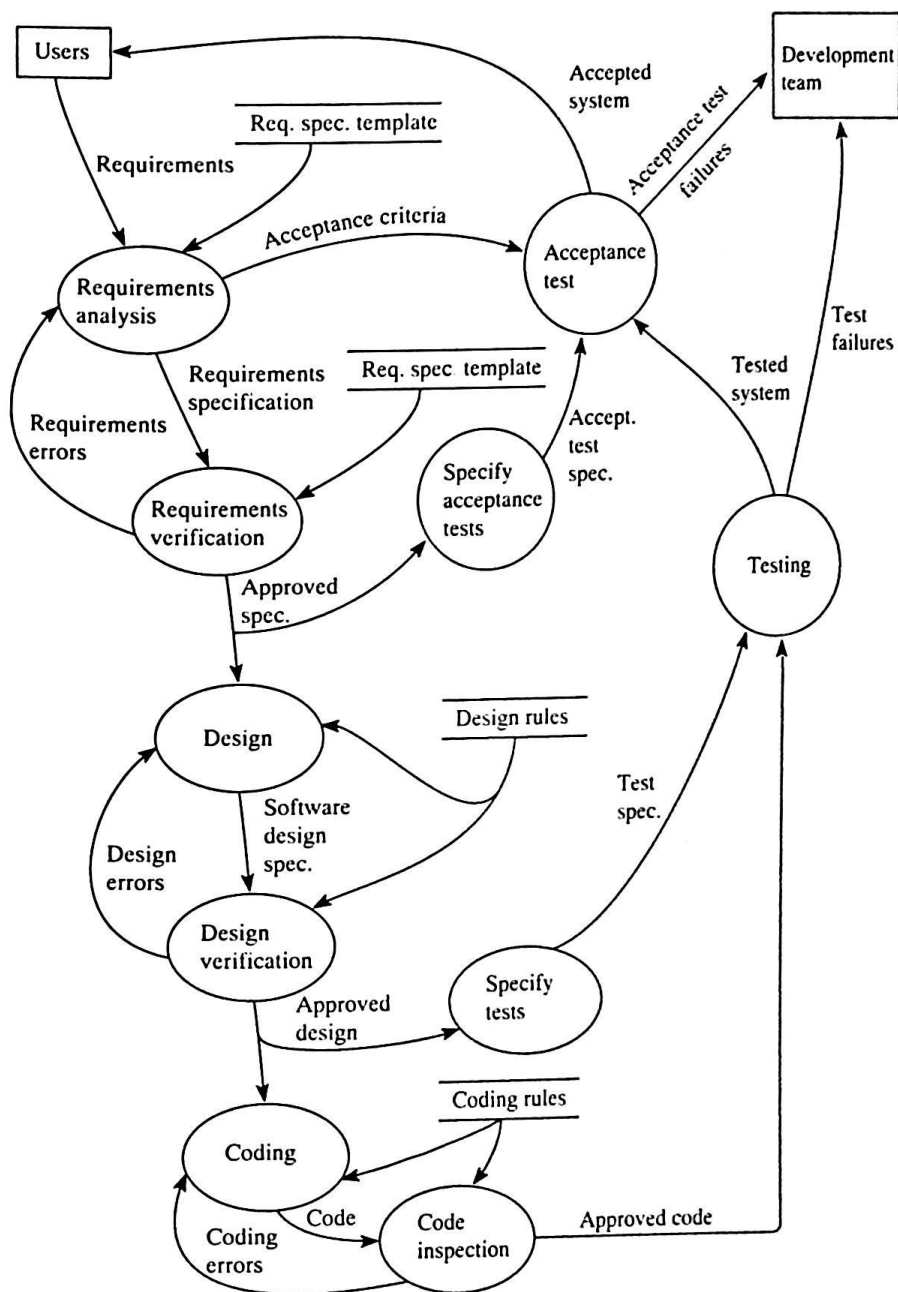 Users
Development
team
Accepted
system
Acceptance test
failures
Req. spec. template
Requirements
Acceptance criteria
Acceptance
test
Requirements
analysis
Test
failures
Req. spec. template
Requirements
specification
Tested
system
Requirements
errors
Accept.
test
spec.
Specify
acceptance
tests
Requirements
verification
Testing
Approved
spec.
Design rules
Design
Test
spec.
Software
design
spec.
Design
errors
Design
verification
Specify
tests
Approved
design
Coding rules
Coding
Code
Code
inspection
Approved code
Coding
errors